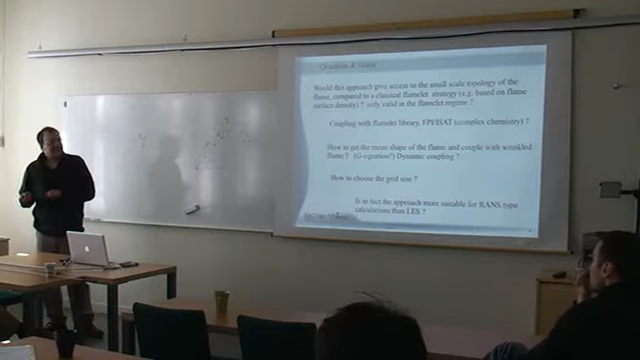 Questions & issues
Would this approach give access to the small scale topology of the
flame, compared to a classical flamelet strategy (e.g. based on flame
surface density) ? only valid in the flamelet regime ?
Coupling with flamelet library, FPI/ISAT (complex chemistry) ?
How to get the mean shape of the flame and couple with wrinkled
flame ? (G-equation?) Dynamic coupling ?
How to choose the grid size ?
Is in fact the approach more suitable for RANS type
calculations than LES ?